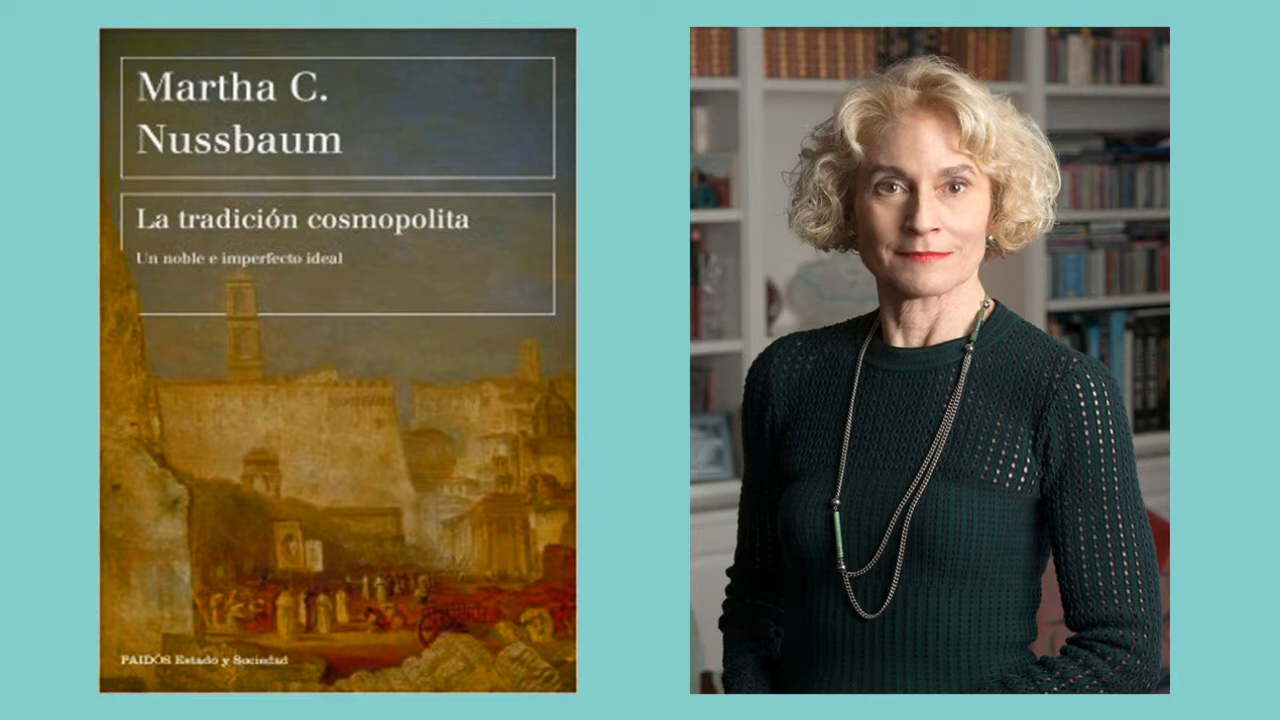 Martha C.
Nussbaum
La tradición cosmopolita
Un noble e imperfecto ideal
PAIDÓS Estado y Sociedad